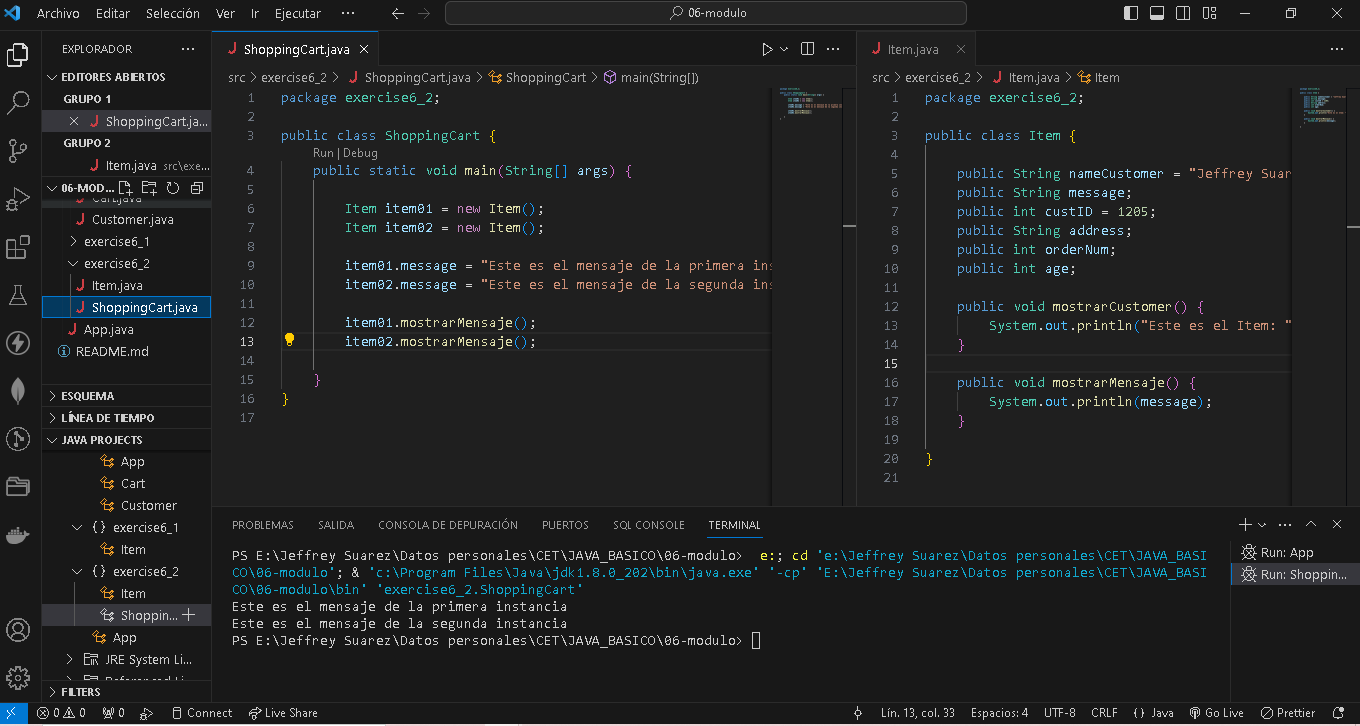 Archivo Editar Selección Ver Ir Ejecutar ··· 06-modulo
EXPLORADOR ···
EDITORES ABIERTOS
GRUPO 1
ShoppingCart.ja...
GRUPO 2
Item.java src\exe...
06-MOD...
Cart.java
Customer.java
exercise6_1
exercise6_2
Item.java
ShoppingCart.java
App.java
README.md
ESQUEMA
LÍNEA DE TIEMPO
JAVA PROJECTS
App
Cart
Customer
{} exercise6_1
Item
{} exercise6_2
Item
Shoppin...
App
JRE System Li...
Referenced Li...
FILTERS
ShoppingCart.java
src > exercise6_2 > ShoppingCart.java > ShoppingCart > main(String[])
1 package exercise6_2;
2
3 public class ShoppingCart {
Run | Debug
4 public static void main(String[] args) {
5
6 Item item01 = new Item();
7 Item item02 = new Item();
8
9 item01.message = "Este es el mensaje de la primera ins
10 item02.message = "Este es el mensaje de la segunda ins
11
12 item01.mostrarMensaje();
13 item02.mostrarMensaje();
14
15 }
16 }
17
Item.java
src > exercise6_2 > Item.java > Item
1 package exercise6_2;
2
3 public class Item {
4
5 public String nameCustomer = "Jeffrey Suar
6 public String message;
7 public int custID = 1205;
8 public String address;
9 public int orderNum;
10 public int age;
11
12 public void mostrarCustomer() {
13 System.out.println("Este es el Item: "
14 }
15
16 public void mostrarMensaje() {
17 System.out.println(message);
18 }
19
20 }
21
PROBLEMAS SALIDA CONSOLA DE DEPURACIÓN PUERTOS SQL CONSOLE TERMINAL
PS E:\Jeffrey Suarez\Datos personales\CET\JAVA_BASICO\06-modulo> e:; cd 'e:\Jeffrey Suarez\Datos personales\CET\JAVA_BASI
CO\06-modulo'; & 'c:\Program Files\Java\jdk1.8.0_202\bin\java.exe' '-cp' 'E:\Jeffrey Suarez\Datos personales\CET\JAVA_BASI
CO\06-modulo\bin' 'exercise6_2.ShoppingCart'
Este es el mensaje de la primera instancia
Este es el mensaje de la segunda instancia
PS E:\Jeffrey Suarez\Datos personales\CET\JAVA_BASICO\06-modulo>
Run: App
Run: Shoppin...
0 0 0 Connect Live Share Lín. 13, col. 33 Espacios: 4 UTF-8 CRLF {} Java Go Live Prettier